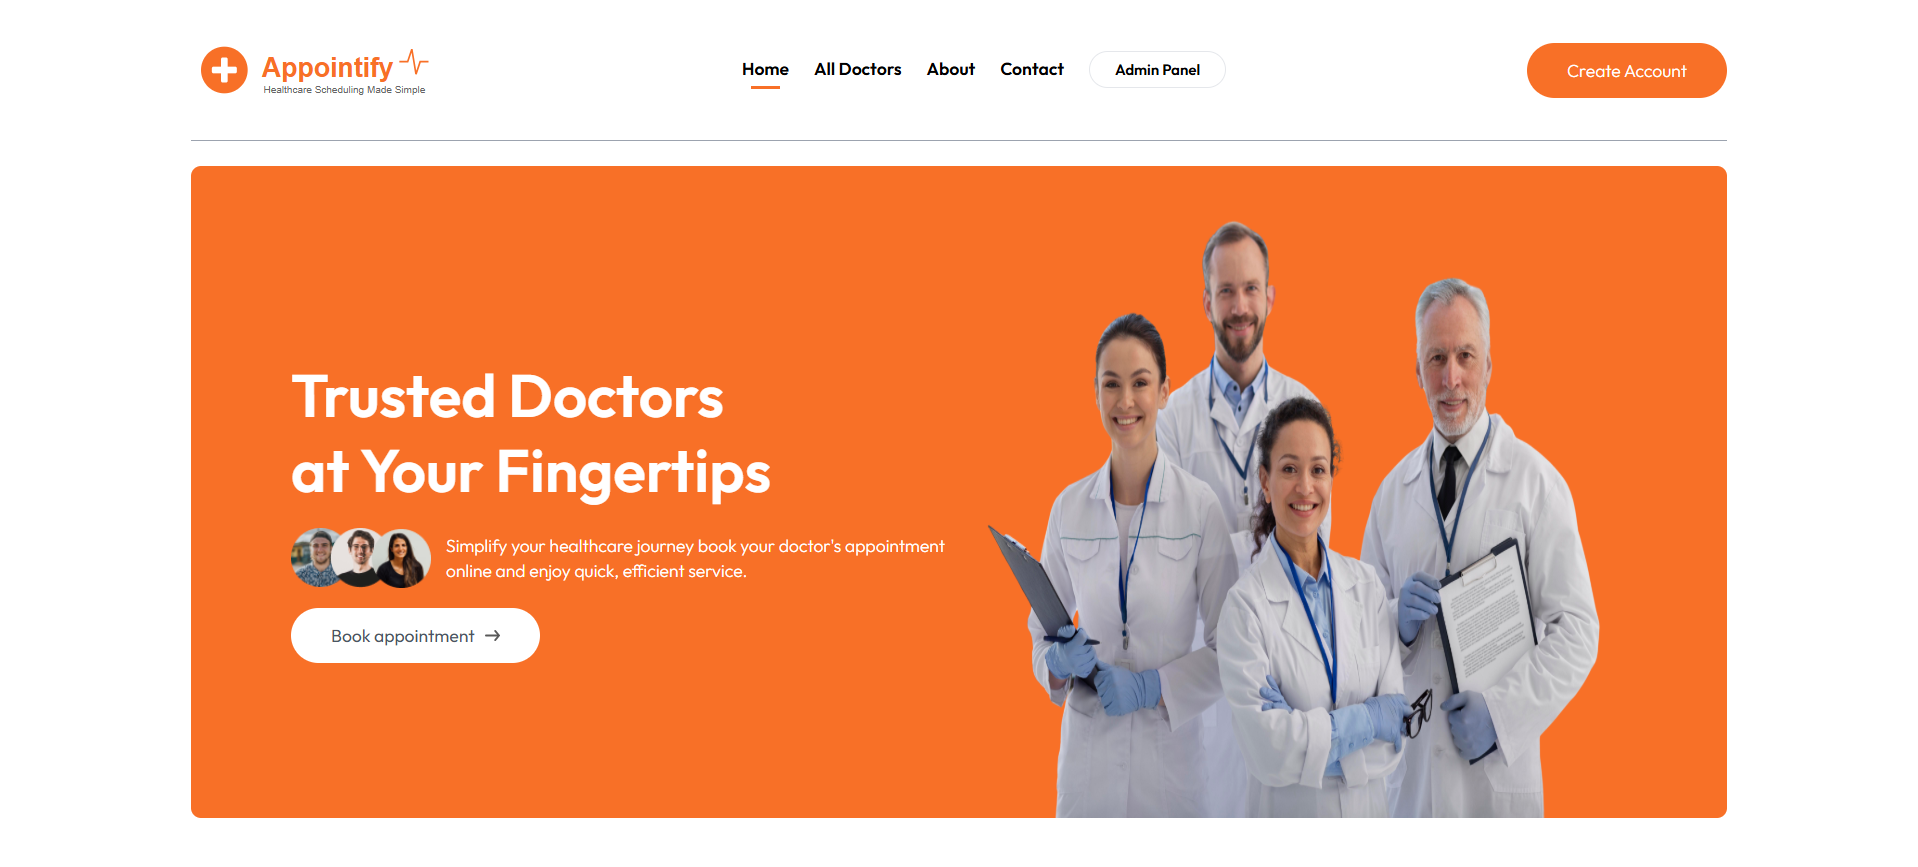 Appointify
Healthcare Scheduling Made Simple
Home
All Doctors
About
Contact
Admin Panel
Create Account
Trusted Doctors
at Your Fingertips
Simplify your healthcare journey book your doctor's appointment
online and enjoy quick, efficient service.
Book appointment